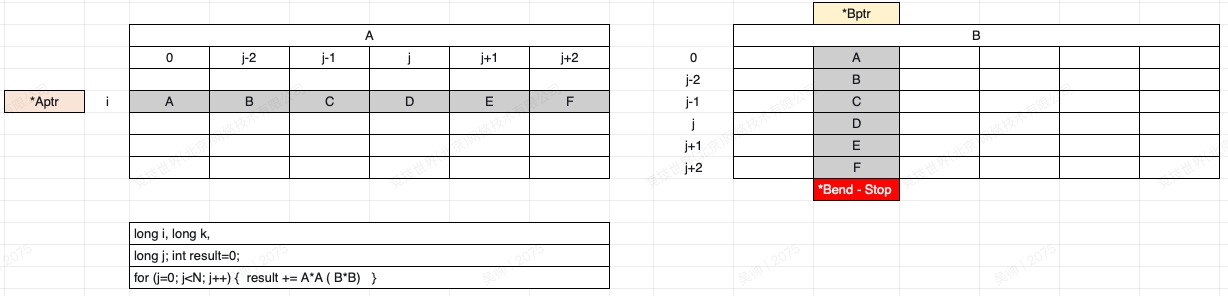 *Bptr
A
B
0 j-2 j-1 j j+1 j+2
0 A
j-2 B
*Aptr i A B C D E F
j-1 C
j D
j+1 E
j+2 F
*Bend - Stop
long i, long k,
long j; int result=0;
for (j=0; j<N; j++) { result += A*A ( B*B) }